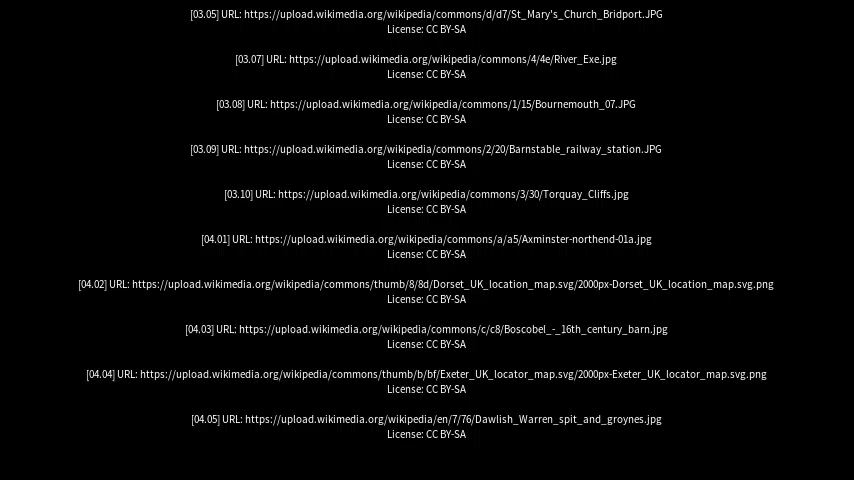 [03.05] URL: https://upload.wikimedia.org/wikipedia/commons/d/d7/St_Mary's_Church_Bridport.JPG
License: CC BY-SA
[03.07] URL: https://upload.wikimedia.org/wikipedia/commons/4/4e/River_Exe.jpg
License: CC BY-SA
[03.08] URL: https://upload.wikimedia.org/wikipedia/commons/1/15/Bournemouth_07.JPG
License: CC BY-SA
[03.09] URL: https://upload.wikimedia.org/wikipedia/commons/2/20/Barnstable_railway_station.JPG
License: CC BY-SA
[03.10] URL: https://upload.wikimedia.org/wikipedia/commons/3/30/Torquay_Cliffs.jpg
License: CC BY-SA
[04.01] URL: https://upload.wikimedia.org/wikipedia/commons/a/a5/Axminster-northend-01a.jpg
License: CC BY-SA
[04.02] URL: https://upload.wikimedia.org/wikipedia/commons/thumb/8/8d/Dorset_UK_location_map.svg/2000px-Dorset_UK_location_map.svg.png
License: CC BY-SA
[04.03] URL: https://upload.wikimedia.org/wikipedia/commons/c/c8/Boscobel_-_16th_century_barn.jpg
License: CC BY-SA
[04.04] URL: https://upload.wikimedia.org/wikipedia/commons/thumb/b/bf/Exeter_UK_locator_map.svg/2000px-Exeter_UK_locator_map.svg.png
License: CC BY-SA
[04.05] URL: https://upload.wikimedia.org/wikipedia/en/7/76/Dawlish_Warren_spit_and_groynes.jpg
License: CC BY-SA